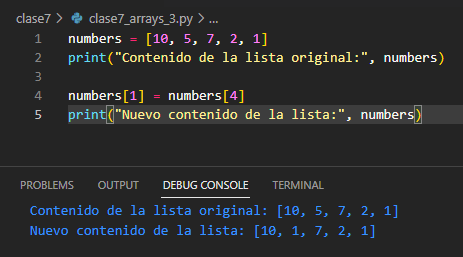 clase7 > clase7_arrays_3.py > ...
1 numbers = [10, 5, 7, 2, 1]
2 print("Contenido de la lista original:", numbers)
3
4 numbers[1] = numbers[4]
5 print("Nuevo contenido de la lista:", numbers)
PROBLEMS OUTPUT DEBUG CONSOLE TERMINAL
Contenido de la lista original: [10, 5, 7, 2, 1]
Nuevo contenido de la lista: [10, 1, 7, 2, 1]